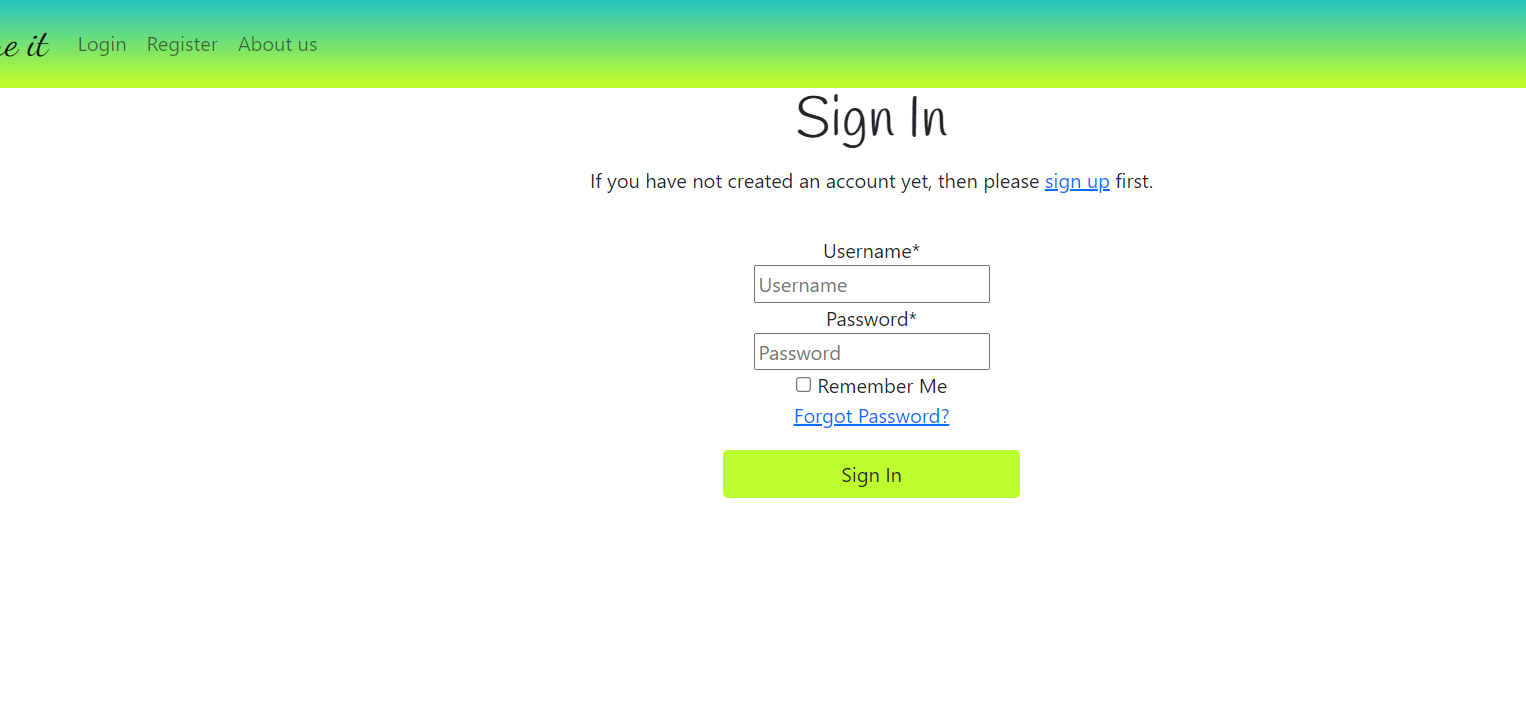 it Login Register About us
Sign In
If you have not created an account yet, then please sign up first.
Username*
Username
Password*
Password
Remember Me
Forgot Password?
Sign In